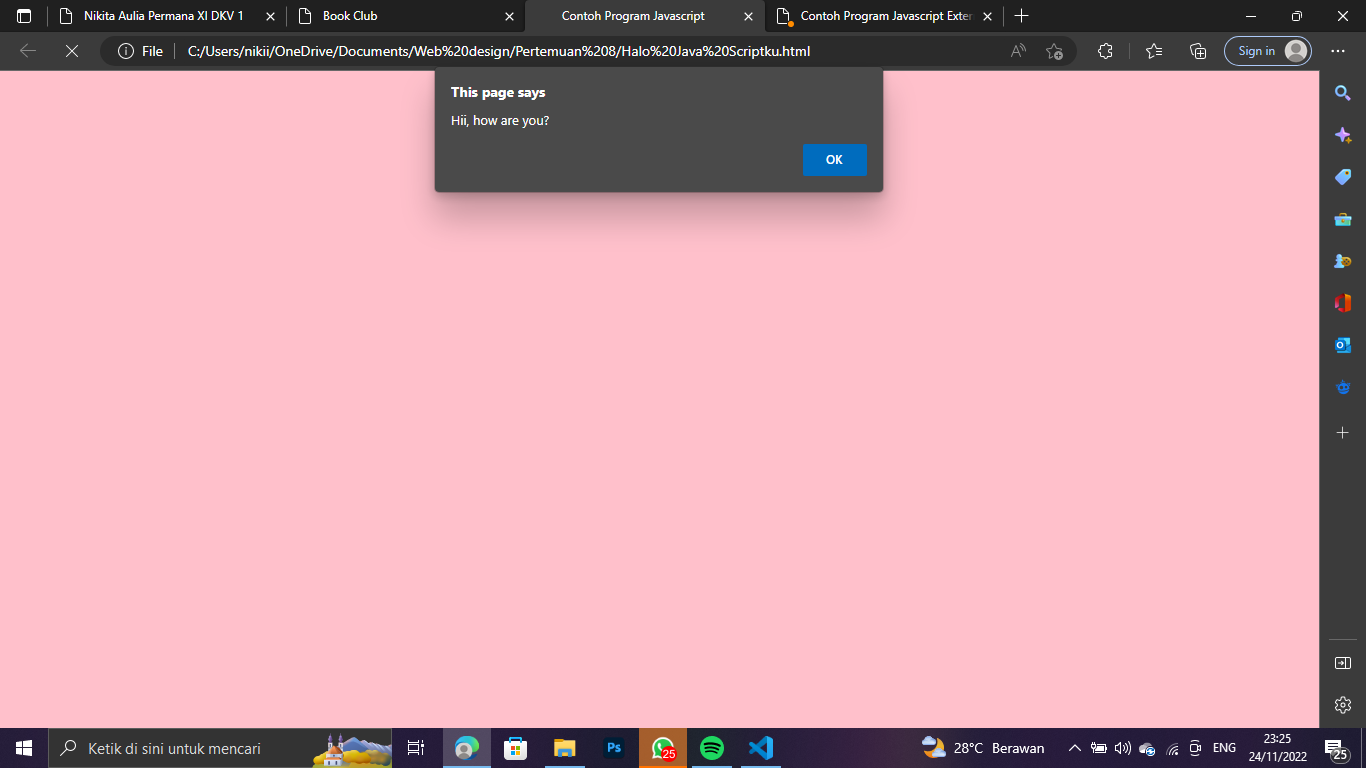 Nikita Aulia Permana XI DKV 1
Book Club
Contoh Program Javascript
Contoh Program Javascript Exter
File
C:/Users/nikii/OneDrive/Documents/Web%20design/Pertemuan%208/Halo%20Java%20Scriptku.html
Sign in
This page says
Hii, how are you?
OK
Ketik di sini untuk mencari
Ps
25
28°C Berawan
ENG
23:25
24/11/2022
25